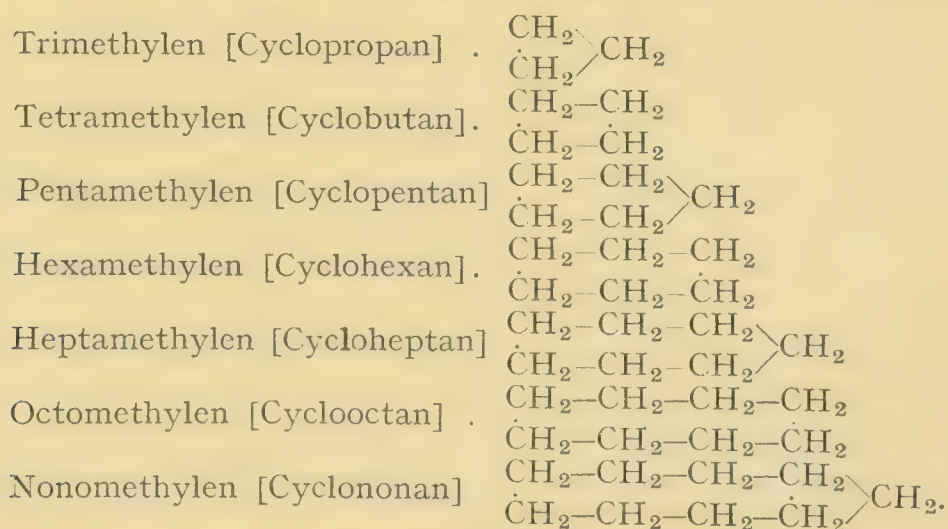 Trimethylen [Cyclopropan] . CH₂ CH₂
CH₂
Tetramethylen [Cyclobutan]. CH₂–CH₂
CH₂–CH₂
Pentamethylen [Cyclopentan] CH₂–CH₂ CH₂
CH₂–CH₂
Hexamethylen [Cyclohexan]. CH₂–CH₂–CH₂
CH₂–CH₂–CH₂
Heptamethylen [Cycloheptan] CH₂–CH₂–CH₂ CH₂
CH₂–CH₂–CH₂
Octomethylen [Cyclooctan] . CH₂–CH₂–CH₂–CH₂
CH₂–CH₂–CH₂–CH₂
Nonomethylen [Cyclononan] CH₂–CH₂–CH₂–CH₂ CH₂.
CH₂–CH₂–CH₂–CH₂